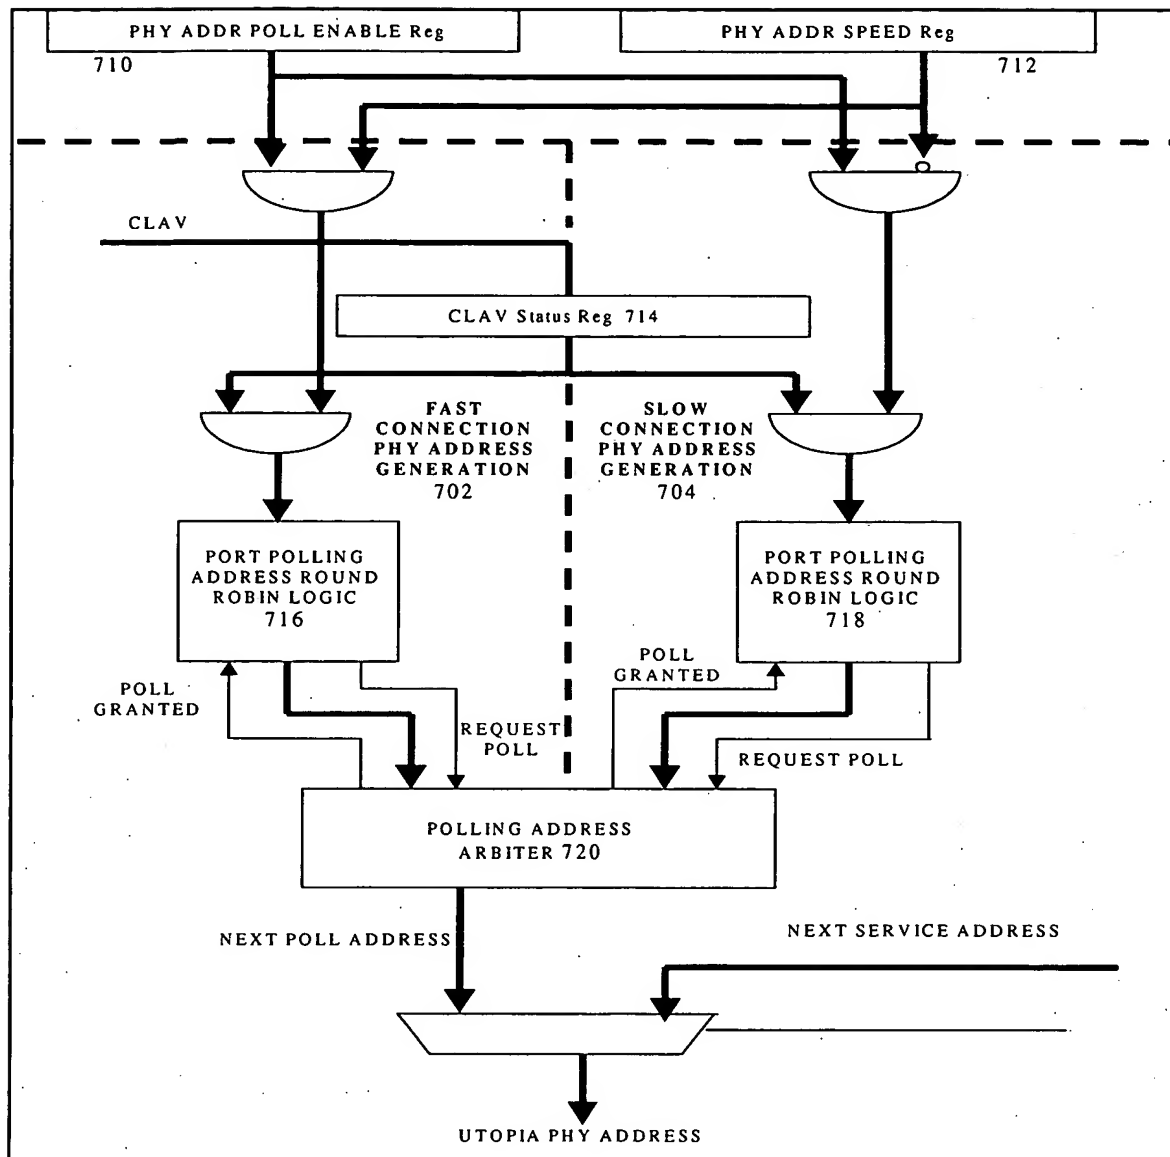 PHY ADDR POLL ENABLE Reg
PHY ADDR SPEED Reg
710
712
CLAV
CLAV Status Reg 714
FAST
CONNECTION
PHY ADDRESS
GENERATION
702
SLOW
CONNECTION
PHY ADDRESS
GENERATION
704
PORT POLLING
ADDRESS ROUND
ROBIN LOGIC
716
PORT POLLING
ADDRESS ROUND
ROBIN LOGIC
718
POLL
GRANTED
REQUEST
POLL
POLL
GRANTED
REQUEST POLL
POLLING ADDRESS
ARBITER 720
NEXT POLL ADDRESS
NEXT SERVICE ADDRESS
UTOPIA PHY ADDRESS